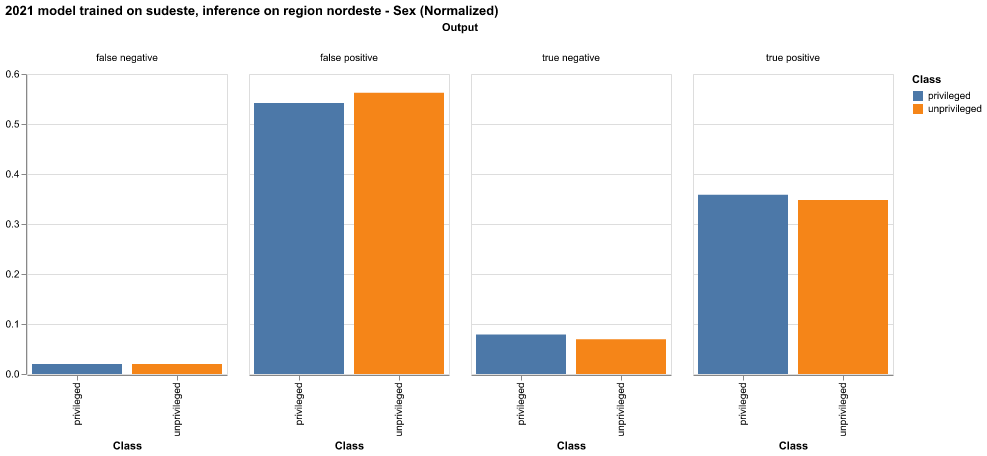 2021 model trained on sudeste, inference on region nordeste - Sex (Normalized)
Output
false negative
false positive
true negative
true positive
0.6
0.5
0.4
0.3
0.2
0.1
0.0
privileged
unprivileged
privileged
unprivileged
privileged
unprivileged
privileged
unprivileged
Class
Class
Class
Class
Class
privileged
unprivileged